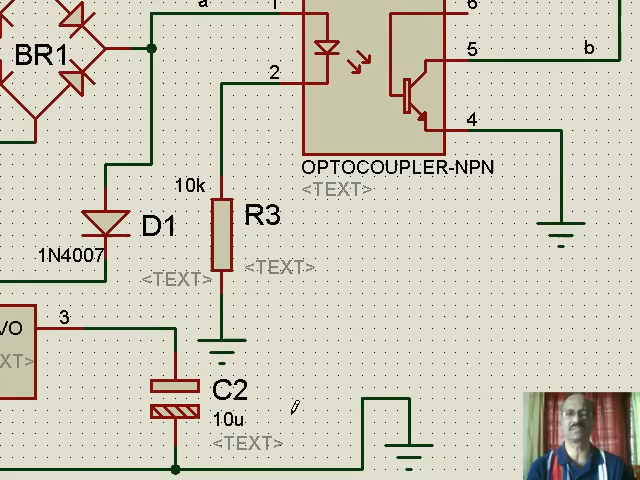 a
1
6
BR1
5
b
2
4
OPTOCOUPLER-NPN
10k
<TEXT>
R3
D1
1N4007
<TEXT>
<TEXT>
3
VO
XT>
C2
10u
<TEXT>